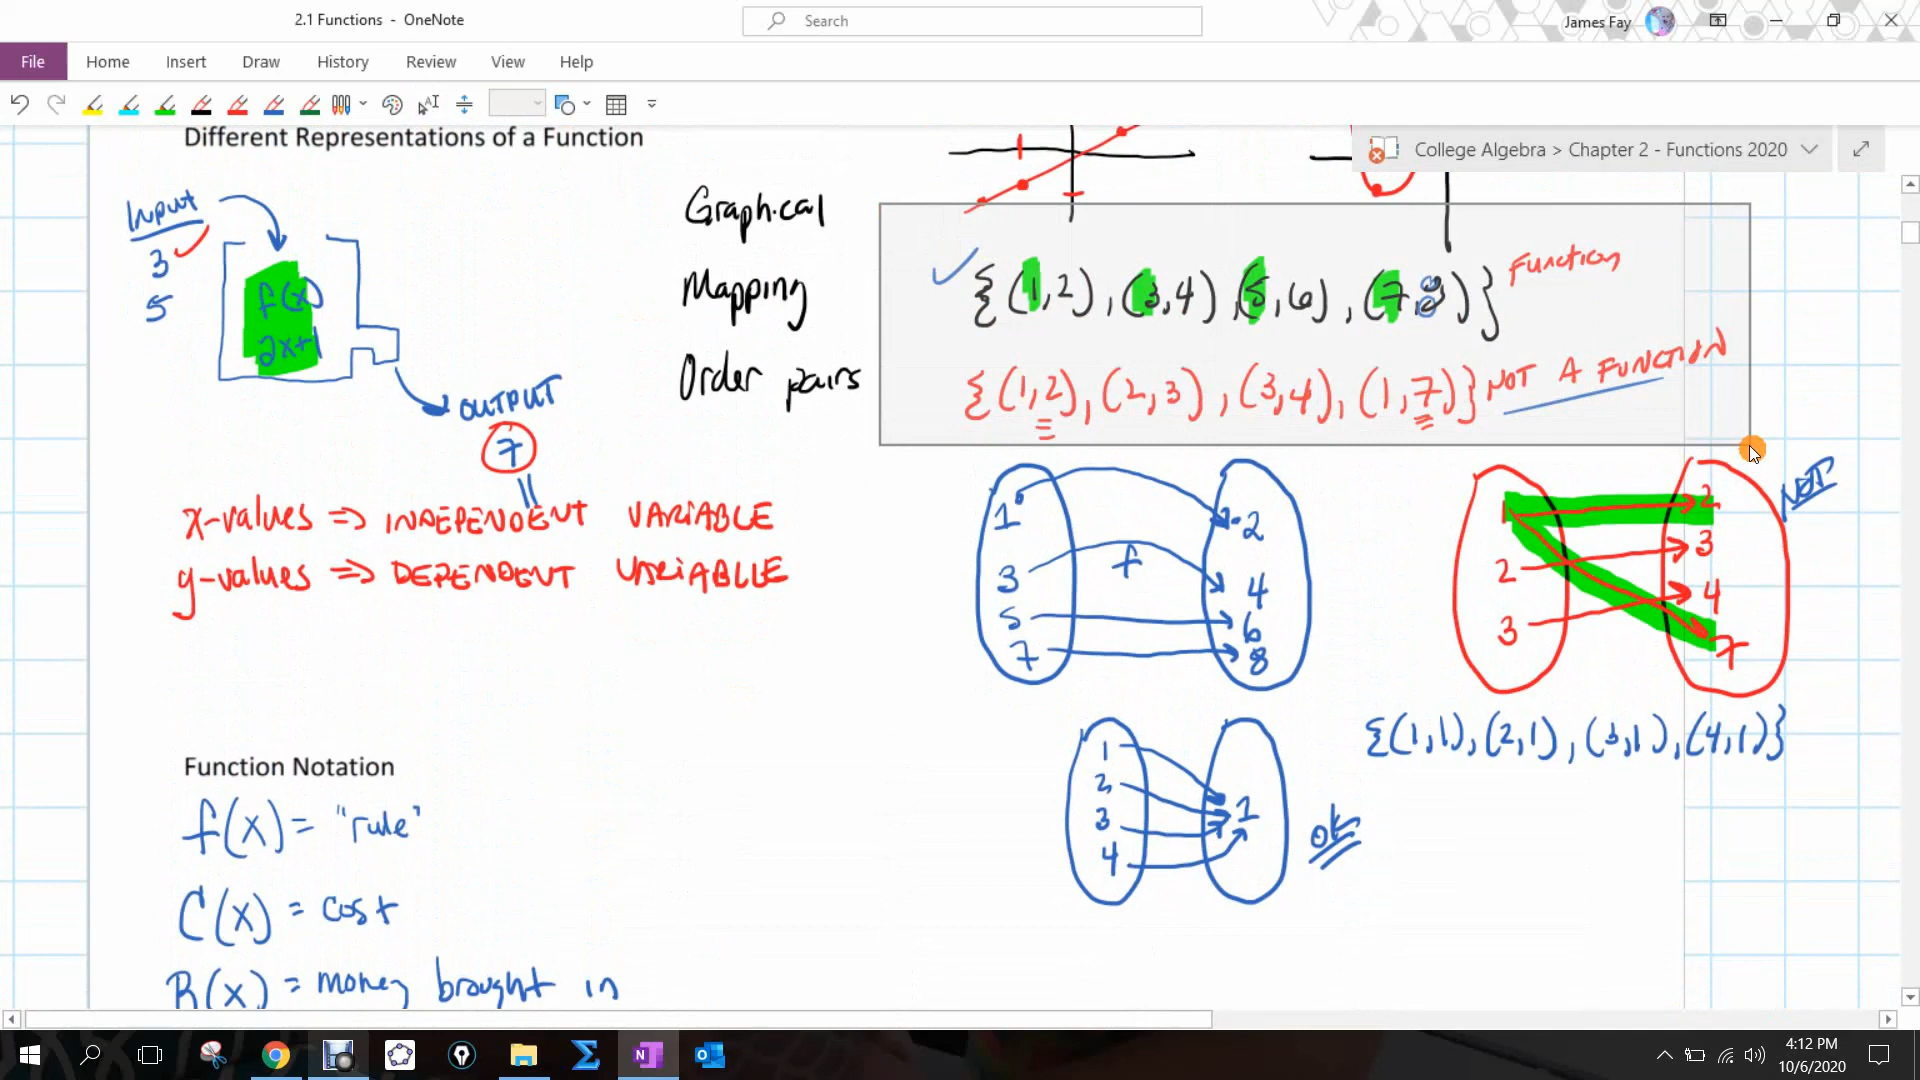 2.1 Functions - OneNote
Search
James Fay
File Home Insert Draw History Review View Help
College Algebra > Chapter 2 - Functions 2020
Different Representations of a Function
Input
3
5
f(x)
2x+1
OUTPUT
7
Graphical
Mapping
Order pairs
{(1,2), (3,4), (5,6), (7,8)} Function
{(1,2), (2,3), (3,4), (1,7)} NOT A FUNCTION
x-values => INDEPENDENT VARIABLE
y-values => DEPENDENT VARIABLLE
1 2
3 f 4
5 6
7 8
NOT
1 2
2 3
3 4
7
{(1,1), (2,1), (3,1), (4,1)}
1
2
3
4
1
ok
Function Notation
f(x) = "rule"
C(x) = cost
R(x) = money brought in
4:12 PM
10/6/2020